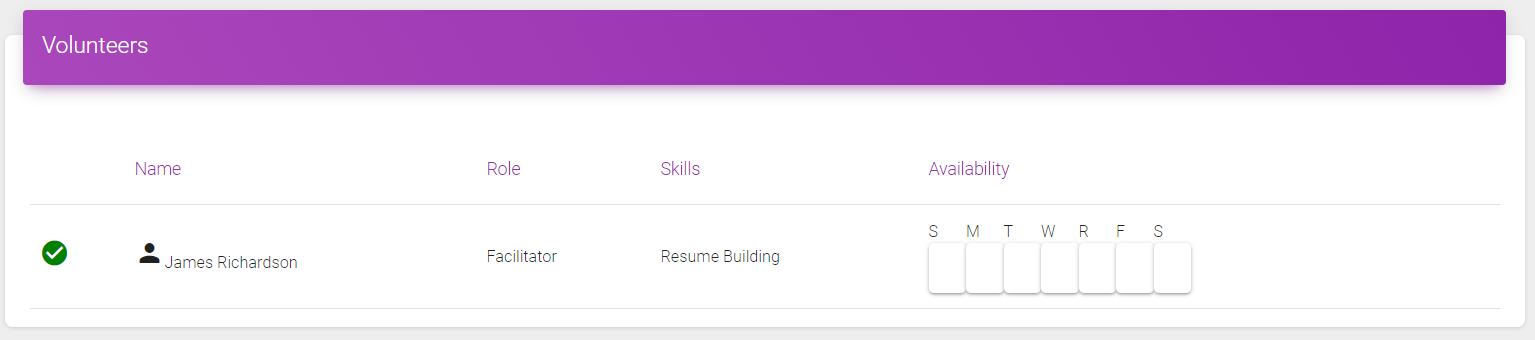 Volunteers
Name Role Skills Availability
S M T W R F S
James Richardson Facilitator Resume Building